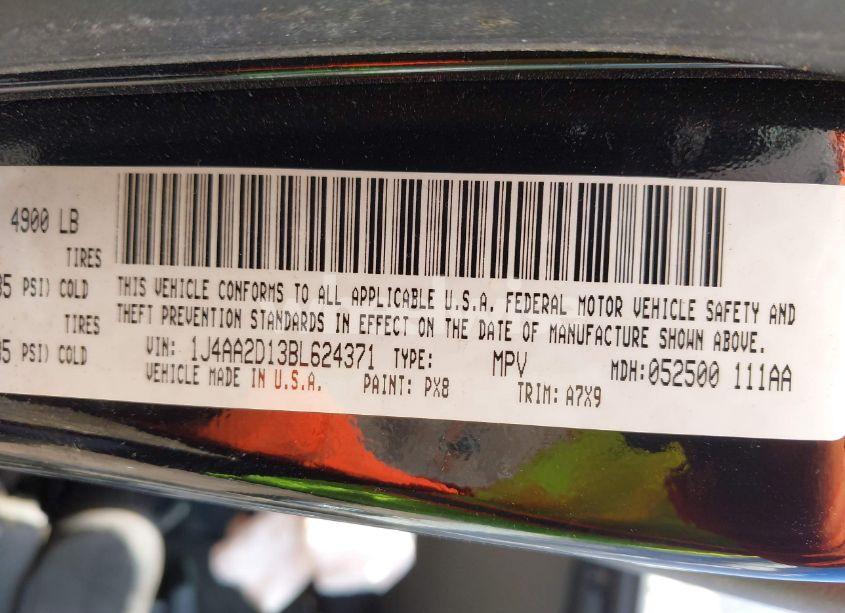 4900 LB
TIRES
35 PSI) COLD
TIRES
35 PSI) COLD
THIS VEHICLE CONFORMS TO ALL APPLICABLE U.S.A. FEDERAL MOTOR VEHICLE SAFETY AND
THEFT PREVENTION STANDARDS IN EFFECT ON THE DATE OF MANUFACTURE SHOWN ABOVE.
VIN: 1J4AA2D13BL624371 TYPE: MPV MDH:052500 111AA
VEHICLE MADE IN U.S.A. PAINT: PX8 TRIM: A7X9